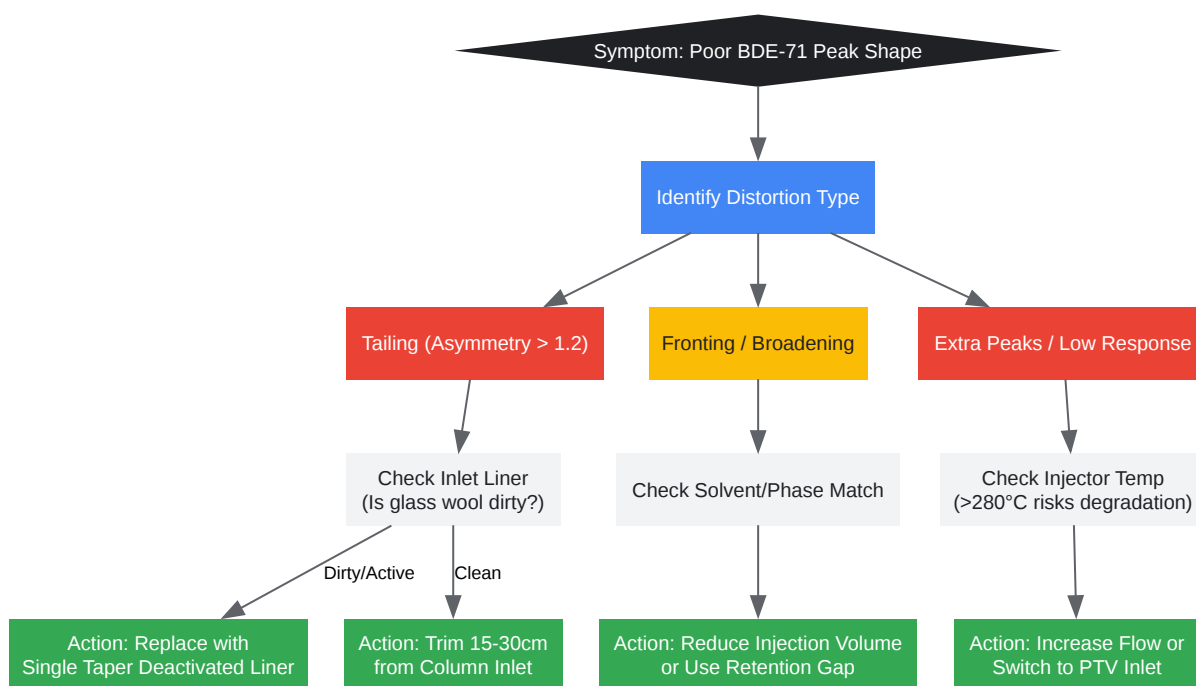 Symptom: Poor BDE-71 Peak Shape
Identify Distortion Type
Tailing (Asymmetry > 1.2)
Fronting / Broadening
Extra Peaks / Low Response
Check Inlet Liner
(Is glass wool dirty?)
Check Solvent/Phase Match
Check Injector Temp
(>280°C risks degradation)
Dirty/Active
Clean
Action: Replace with
Single Taper Deactivated Liner
Action: Trim 15-30cm
from Column Inlet
Action: Reduce Injection Volume
or Use Retention Gap
Action: Increase Flow or
Switch to PTV Inlet